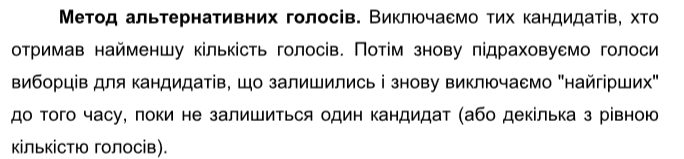 Метод альтернативних голосів. Виключаємо тих кандидатів, хто
отримав найменшу кількість голосів. Потім знову підраховуємо голоси
виборців для кандидатів, що залишились і знову виключаємо "найгірших"
до того часу, поки не залишиться один кандидат (або декілька з рівною
кількістю голосів).